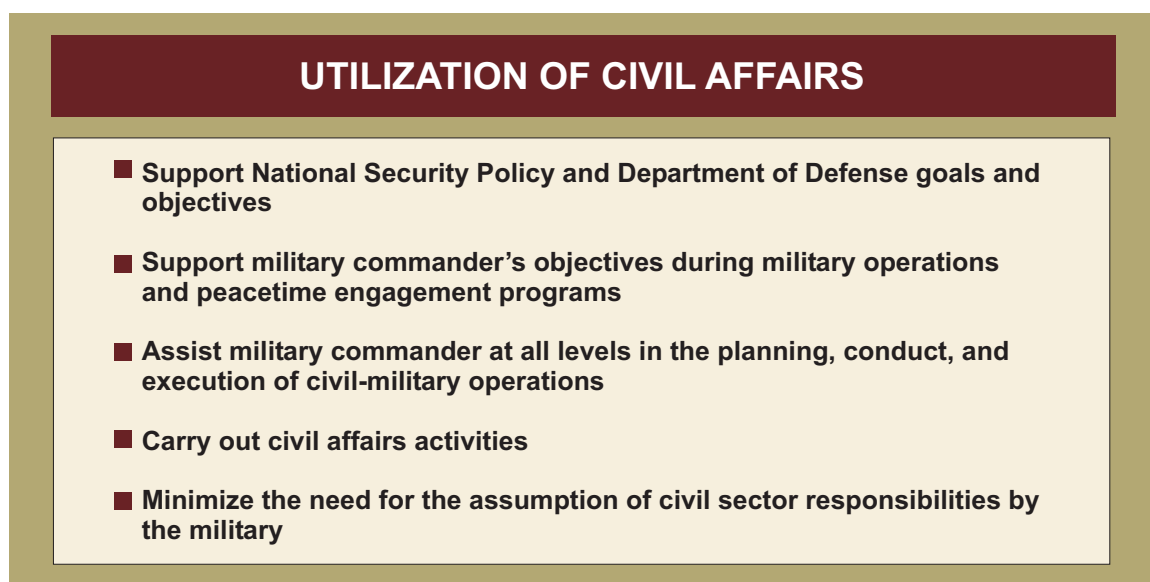 UTILIZATION OF CIVIL AFFAIRS
Support National Security Policy and Department of Defense goals and
objectives
Support military commander’s objectives during military operations
and peacetime engagement programs
Assist military commander at all levels in the planning, conduct, and
execution of civil-military operations
Carry out civil affairs activities
Minimize the need for the assumption of civil sector responsibilities by
the military